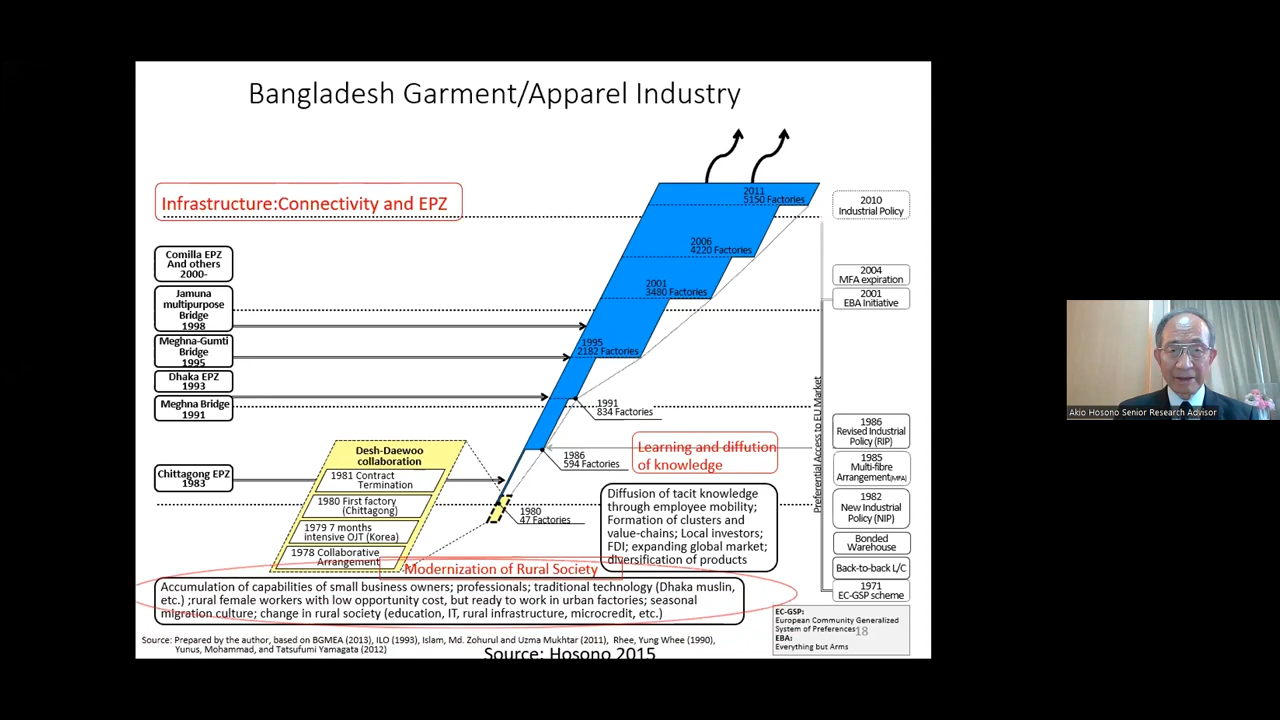 Bangladesh Garment/Apparel Industry
Infrastructure:Connectivity and EPZ
Comilla EPZ
And others
2000-
Jamuna
multipurpose
Bridge
1998
Meghna-Gumti
Bridge
1995
Dhaka EPZ
1993
Meghna Bridge
1991
Chittagong EPZ
1983
Desh-Daewoo
collaboration
1981 Contract
Termination
1980 First factory
(Chittagong)
1979 7 months
intensive OJT (Korea)
1978 Collaborative
Arrangement
2011
5150 Factories
2006
4220 Factories
2001
3480 Factories
1995
2182 Factories
1991
834 Factories
1986
594 Factories
1980
47 Factories
Learning and diffution
of knowledge
Diffusion of tacit knowledge
through employee mobility;
Formation of clusters and
value-chains; Local investors;
FDI; expanding global market;
diversification of products
Preferential Access to EU Market
2010
Industrial Policy
2004
MFA expiration
2001
EBA Initiative
1986
Revised Industrial
Policy (RIP)
1985
Multi-fibre
Arrangement(MFA)
1982
New Industrial
Policy (NIP)
Bonded
Warehouse
Back-to-back L/C
1971
EC-GSP scheme
Modernization of Rural Society
Accumulation of capabilities of small business owners; professionals; traditional technology (Dhaka muslin,
etc.) ;rural female workers with low opportunity cost, but ready to work in urban factories; seasonal
migration culture; change in rural society (education, IT, rural infrastructure, microcredit, etc.)
EC-GSP:
European Community Generalized
System of Preferences
18
EBA:
Everything but Arms
Source: Prepared by the author, based on BGMEA (2013), ILO (1993), Islam, Md. Zohurul and Uzma Mukhtar (2011), Rhee, Yung Whee (1990),
Yunus, Mohammad, and Tatsufumi Yamagata (2012)
Source: Hosono 2015
Akio Hosono Senior Research Advisor